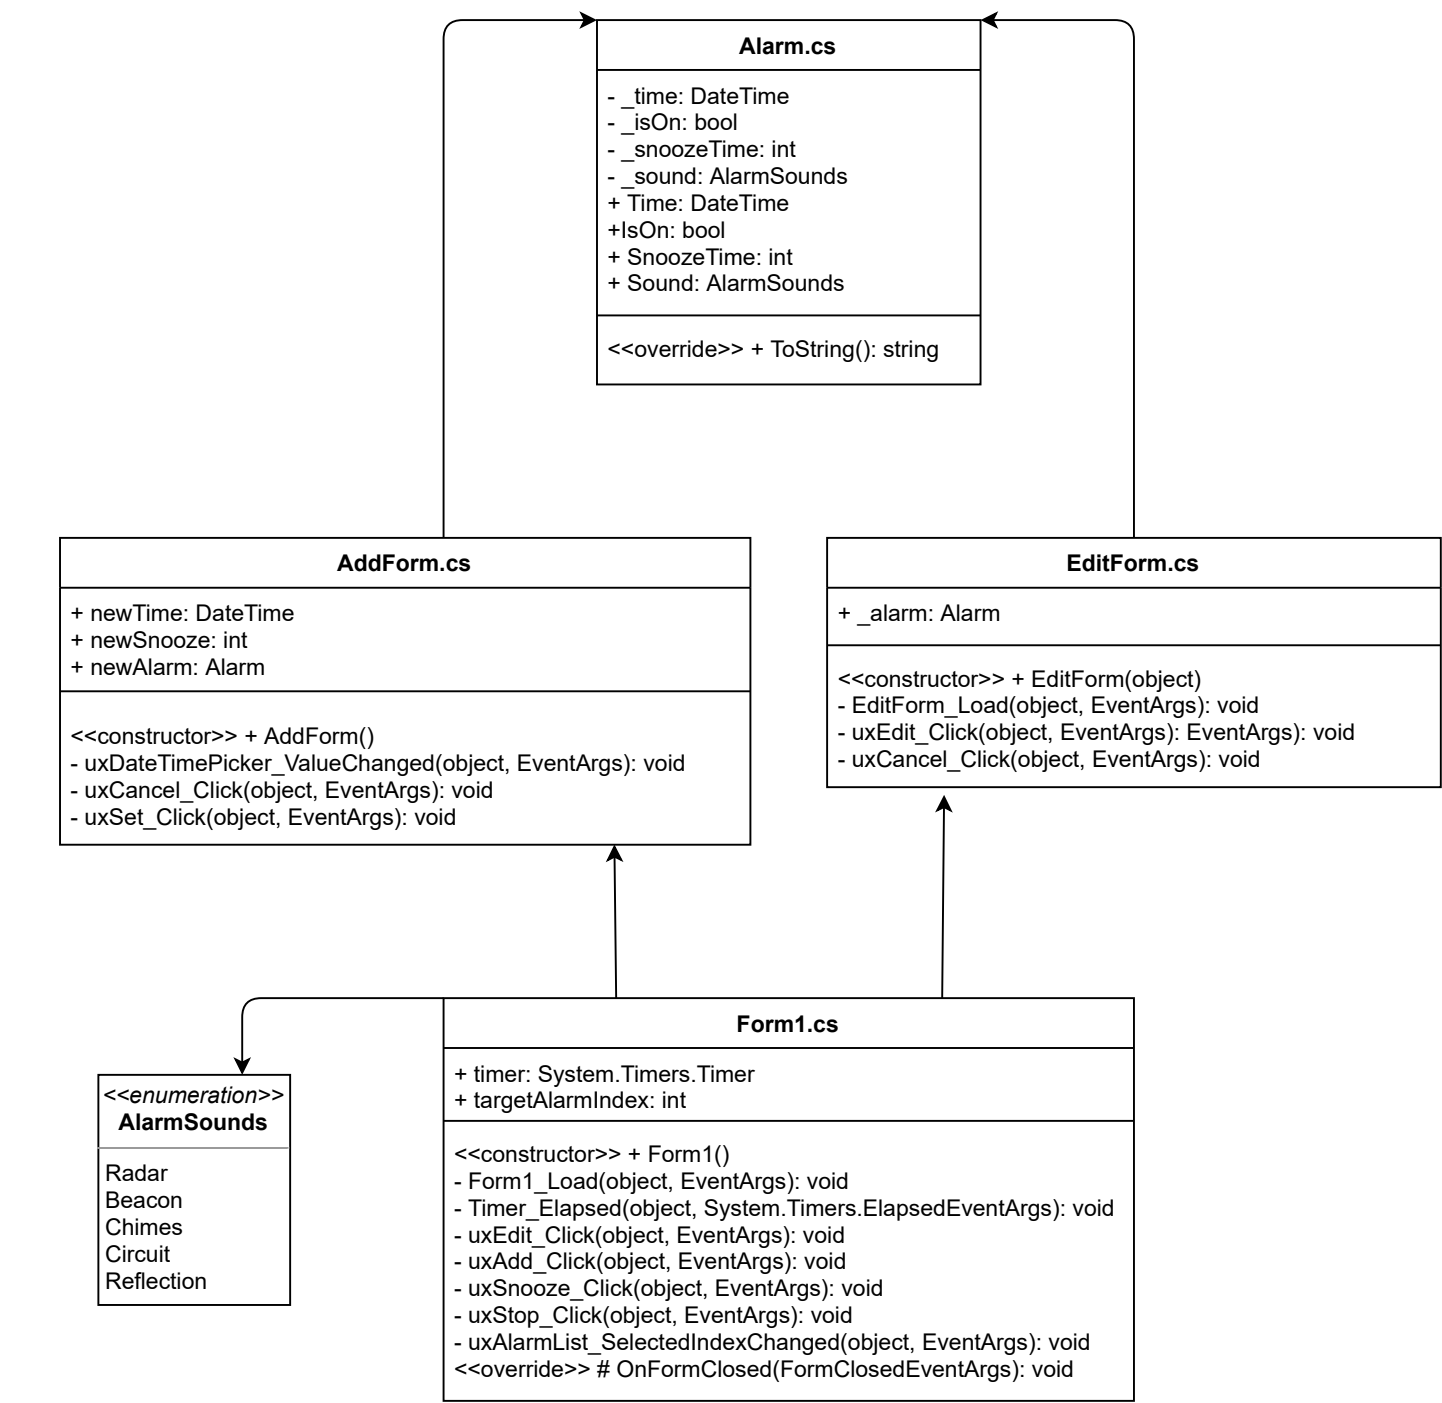 Alarm.cs
- _time: DateTime
- _isOn: bool
- _snoozeTime: int
- _sound: AlarmSounds
+ Time: DateTime
+IsOn: bool
+ SnoozeTime: int
+ Sound: AlarmSounds
<<override>> + ToString(): string
AddForm.cs
+ newTime: DateTime
+ newSnooze: int
+ newAlarm: Alarm
<<constructor>> + AddForm()
- uxDateTimePicker_ValueChanged(object, EventArgs): void
- uxCancel_Click(object, EventArgs): void
- uxSet_Click(object, EventArgs): void
EditForm.cs
+ _alarm: Alarm
<<constructor>> + EditForm(object)
- EditForm_Load(object, EventArgs): void
- uxEdit_Click(object, EventArgs): EventArgs): void
- uxCancel_Click(object, EventArgs): void
<<enumeration>>
AlarmSounds
Radar
Beacon
Chimes
Circuit
Reflection
Form1.cs
+ timer: System.Timers.Timer
+ targetAlarmIndex: int
<<constructor>> + Form1()
- Form1_Load(object, EventArgs): void
- Timer_Elapsed(object, System.Timers.ElapsedEventArgs): void
- uxEdit_Click(object, EventArgs): void
- uxAdd_Click(object, EventArgs): void
- uxSnooze_Click(object, EventArgs): void
- uxStop_Click(object, EventArgs): void
- uxAlarmList_SelectedIndexChanged(object, EventArgs): void
<<override>> # OnFormClosed(FormClosedEventArgs): void